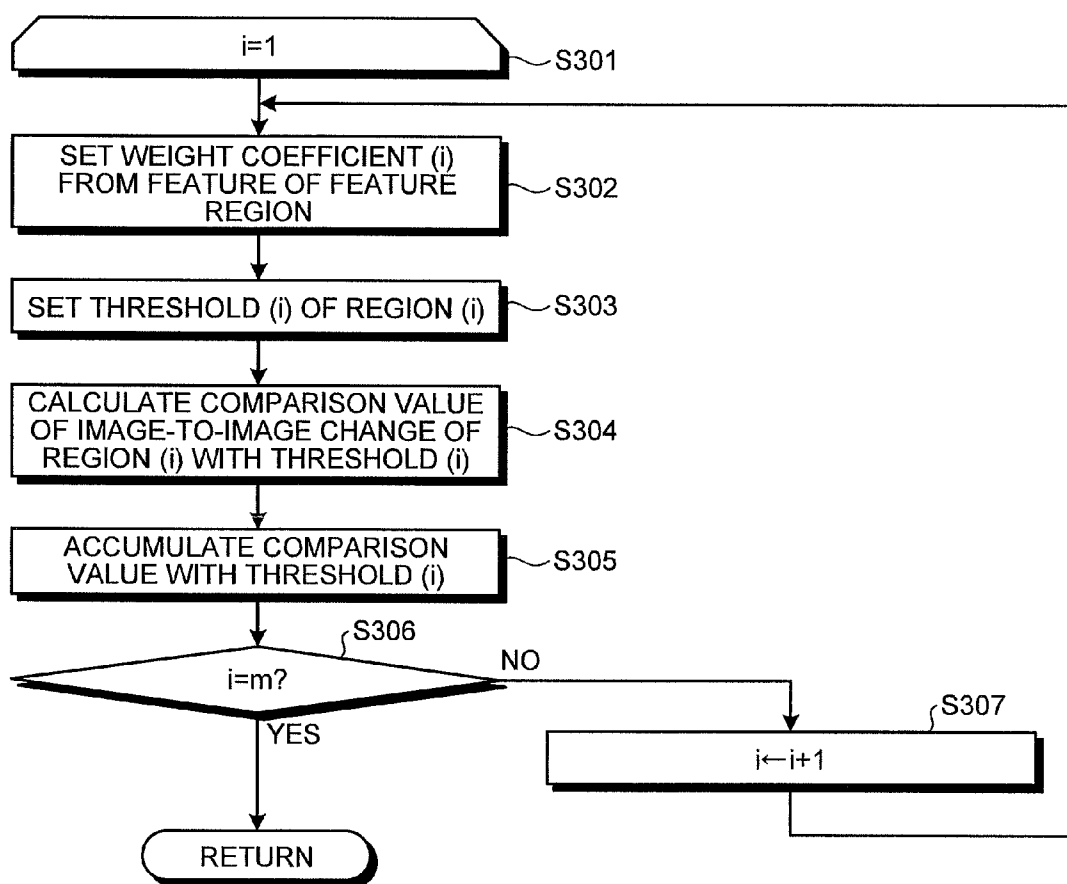 i=1
S301
SET WEIGHT COEFFICIENT (i)
FROM FEATURE OF FEATURE
REGION
S302
SET THRESHOLD (i) OF REGION (i)
S303
CALCULATE COMPARISON VALUE
OF IMAGE-TO-IMAGE CHANGE OF
REGION (i) WITH THRESHOLD (i)
S304
ACCUMULATE COMPARISON
VALUE WITH THRESHOLD (i)
S305
S306
i=m?
NO
YES
S307
i←i+1
RETURN